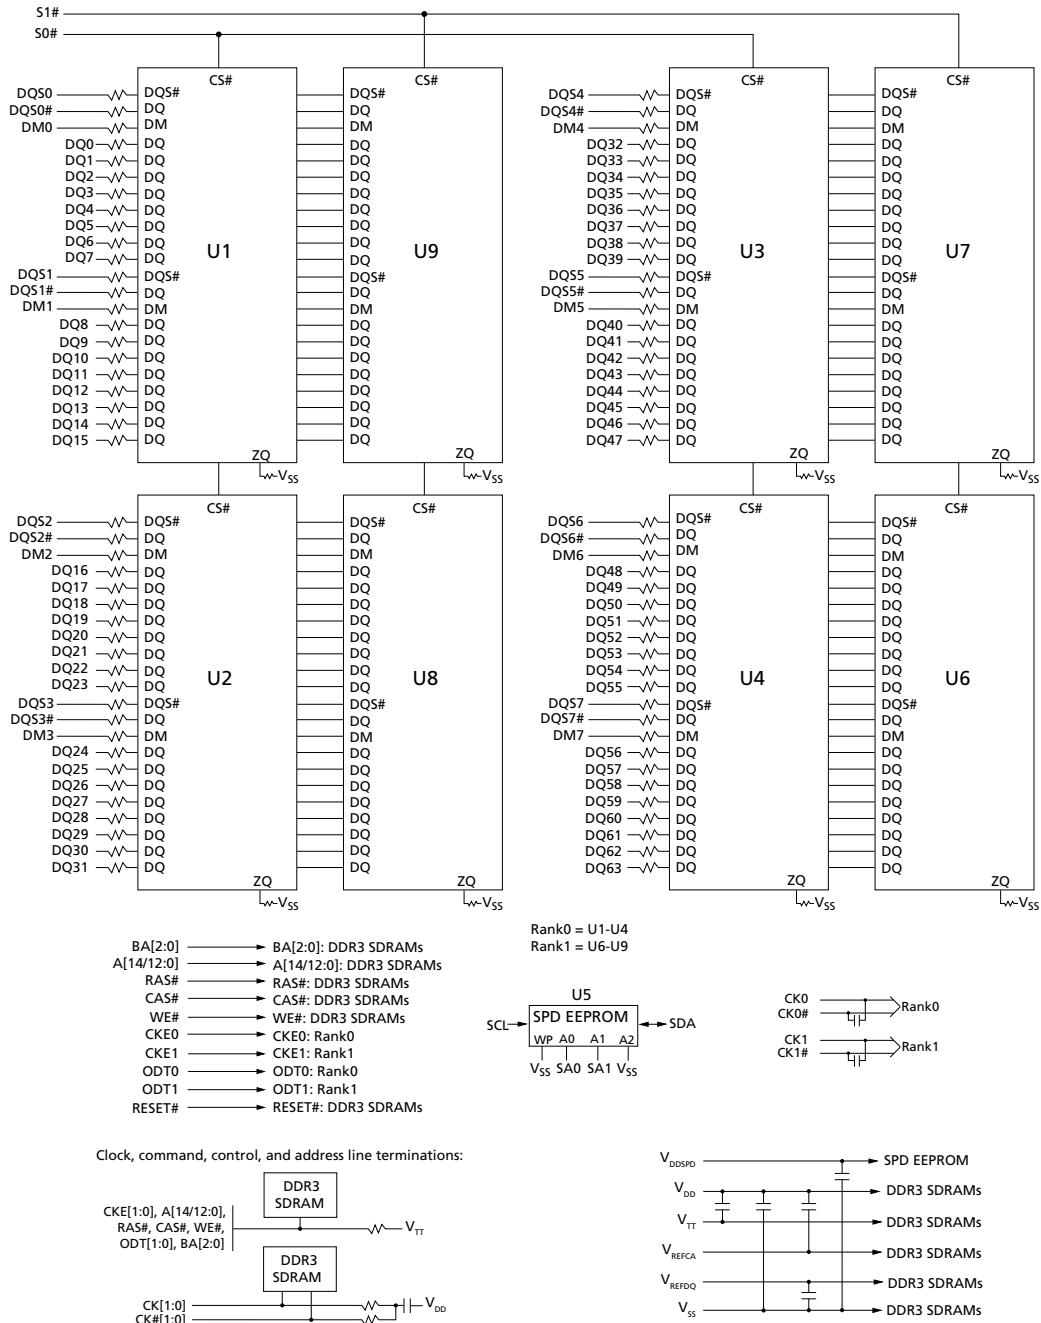 S1#
S0#
CS# CS# CS# CS#
DQS0 DQS# DQS# DQS4 DQS# DQS#
DQS0# DQ DQ DQS4# DQ DQ
DM0 DM DM DM4 DM DM
DQ0 DQ DQ DQ32 DQ DQ
DQ1 DQ DQ DQ33 DQ DQ
DQ2 DQ DQ DQ34 DQ DQ
DQ3 DQ DQ DQ35 DQ DQ
DQ4 DQ DQ DQ36 DQ DQ
DQ5 DQ DQ DQ37 DQ DQ
DQ6 DQ DQ DQ38 DQ DQ
U1 U9 U3 U7
DQ7 DQ DQ DQ39 DQ DQ
DQS1 DQS# DQS# DQS5 DQS# DQS#
DQS1# DQ DQ DQS5# DQ DQ
DM1 DM DM DM5 DM DM
DQ8 DQ DQ DQ40 DQ DQ
DQ9 DQ DQ DQ41 DQ DQ
DQ10 DQ DQ DQ42 DQ DQ
DQ11 DQ DQ DQ43 DQ DQ
DQ12 DQ DQ DQ44 DQ DQ
DQ13 DQ DQ DQ45 DQ DQ
DQ14 DQ DQ DQ46 DQ DQ
DQ15 DQ DQ DQ47 DQ DQ
ZQ ZQ ZQ ZQ
VSS VSS VSS VSS
CS# CS# CS# CS#
DQS2 DQS# DQS# DQS6 DQS# DQS#
DQS2# DQ DQ DQS6# DQ DQ
DM2 DM DM DM6 DM DM
DQ16 DQ DQ DQ48 DQ DQ
DQ17 DQ DQ DQ49 DQ DQ
DQ18 DQ DQ DQ50 DQ DQ
DQ19 DQ DQ DQ51 DQ DQ
DQ20 DQ DQ DQ52 DQ DQ
DQ21 DQ DQ DQ53 DQ DQ
DQ22 DQ DQ DQ54 DQ DQ
U2 U8 U4 U6
DQ23 DQ DQ DQ55 DQ DQ
DQS3 DQS# DQS# DQS7 DQS# DQS#
DQS3# DQ DQ DQS7# DQ DQ
DM3 DM DM DM7 DM DM
DQ24 DQ DQ DQ56 DQ DQ
DQ25 DQ DQ DQ57 DQ DQ
DQ26 DQ DQ DQ58 DQ DQ
DQ27 DQ DQ DQ59 DQ DQ
DQ28 DQ DQ DQ60 DQ DQ
DQ29 DQ DQ DQ61 DQ DQ
DQ30 DQ DQ DQ62 DQ DQ
DQ31 DQ DQ DQ63 DQ DQ
ZQ ZQ ZQ ZQ
VSS VSS VSS VSS
Rank0 = U1-U4
Rank1 = U6-U9
BA[2:0] BA[2:0]: DDR3 SDRAMs
A[14/12:0] A[14/12:0]: DDR3 SDRAMs
RAS# RAS#: DDR3 SDRAMs
CAS# CAS#: DDR3 SDRAMs
WE# WE#: DDR3 SDRAMs
CKE0 CKE0: Rank0
CKE1 CKE1: Rank1
ODT0 ODT0: Rank0
ODT1 ODT1: Rank1
RESET# RESET#: DDR3 SDRAMs
U5
SPD EEPROM
SCL SDA
WP A0 A1 A2
VSS SA0 SA1 VSS
CK0
CK0# Rank0
CK1
CK1# Rank1
Clock, command, control, and address line terminations:
DDR3
SDRAM
CKE[1:0], A[14/12:0],
RAS#, CAS#, WE#,
ODT[1:0], BA[2:0]
VTT
DDR3
SDRAM
CK[1:0]
CK#[1:0]
VDD
VDDSPD SPD EEPROM
VDD DDR3 SDRAMs
VTT DDR3 SDRAMs
VREFCA DDR3 SDRAMs
VREFDQ DDR3 SDRAMs
VSS DDR3 SDRAMs